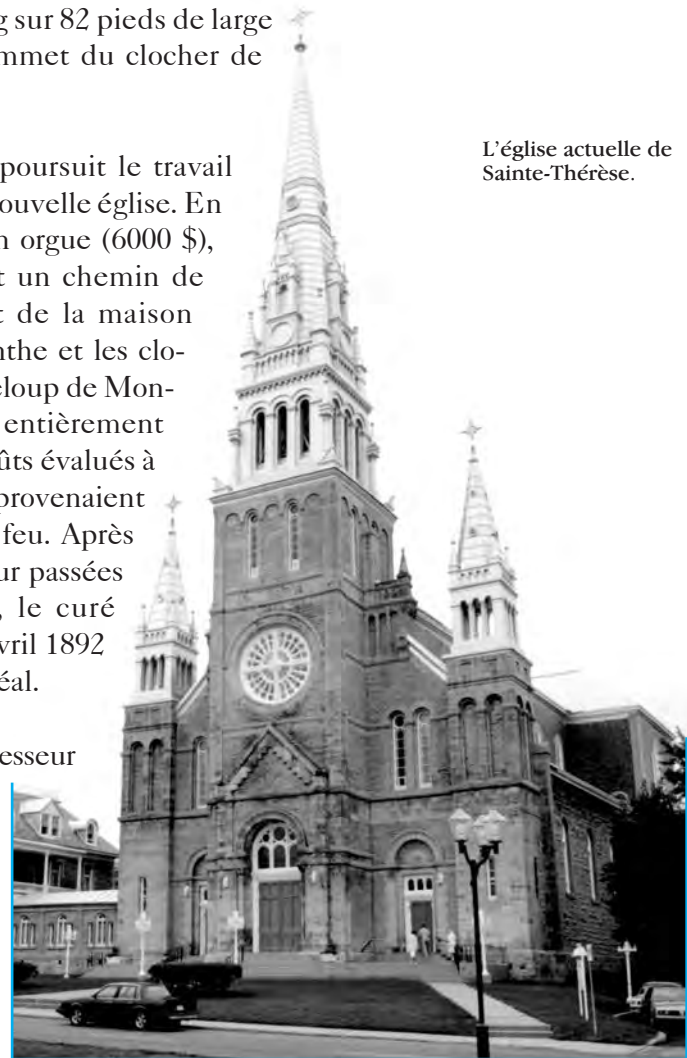 g sur 82 pieds de large
mmet du clocher de
L'église actuelle de
Sainte-Thérèse.
poursuit le travail
ouvelle église. En
n orgue (6000 $),
t un chemin de
t de la maison
nthe et les clo-
eloup de Mon-
entièrement
ûts évalués à
provenaient
feu. Après
ur passées
, le curé
vril 1892
éal.
esseur